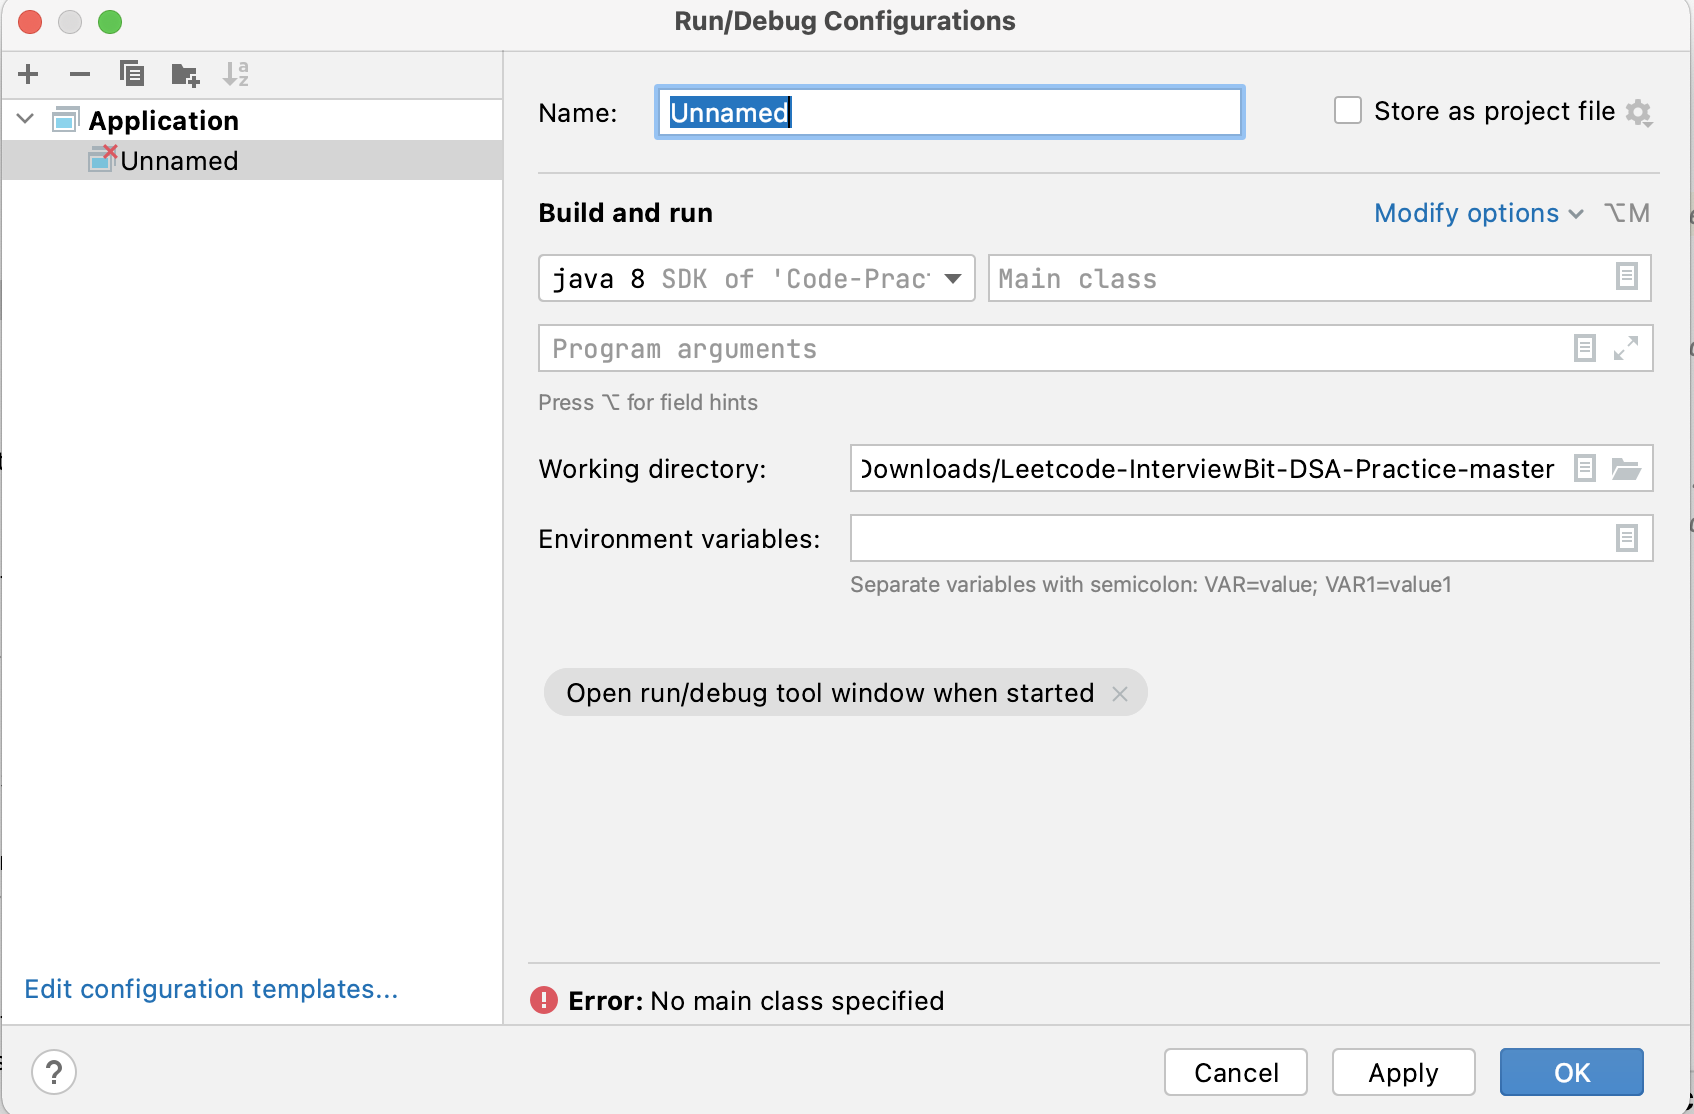 Run/Debug Configurations
Application
Unnamed
Edit configuration templates...
Name: Unnamed
Store as project file
Build and run
Modify options ⌥M
java 8 SDK of 'Code-Prac
Main class
Program arguments
Press ⌥ for field hints
Working directory: Downloads/Leetcode-InterviewBit-DSA-Practice-master
Environment variables:
Separate variables with semicolon: VAR=value; VAR1=value1
Open run/debug tool window when started
Error: No main class specified
?
Cancel
Apply
OK